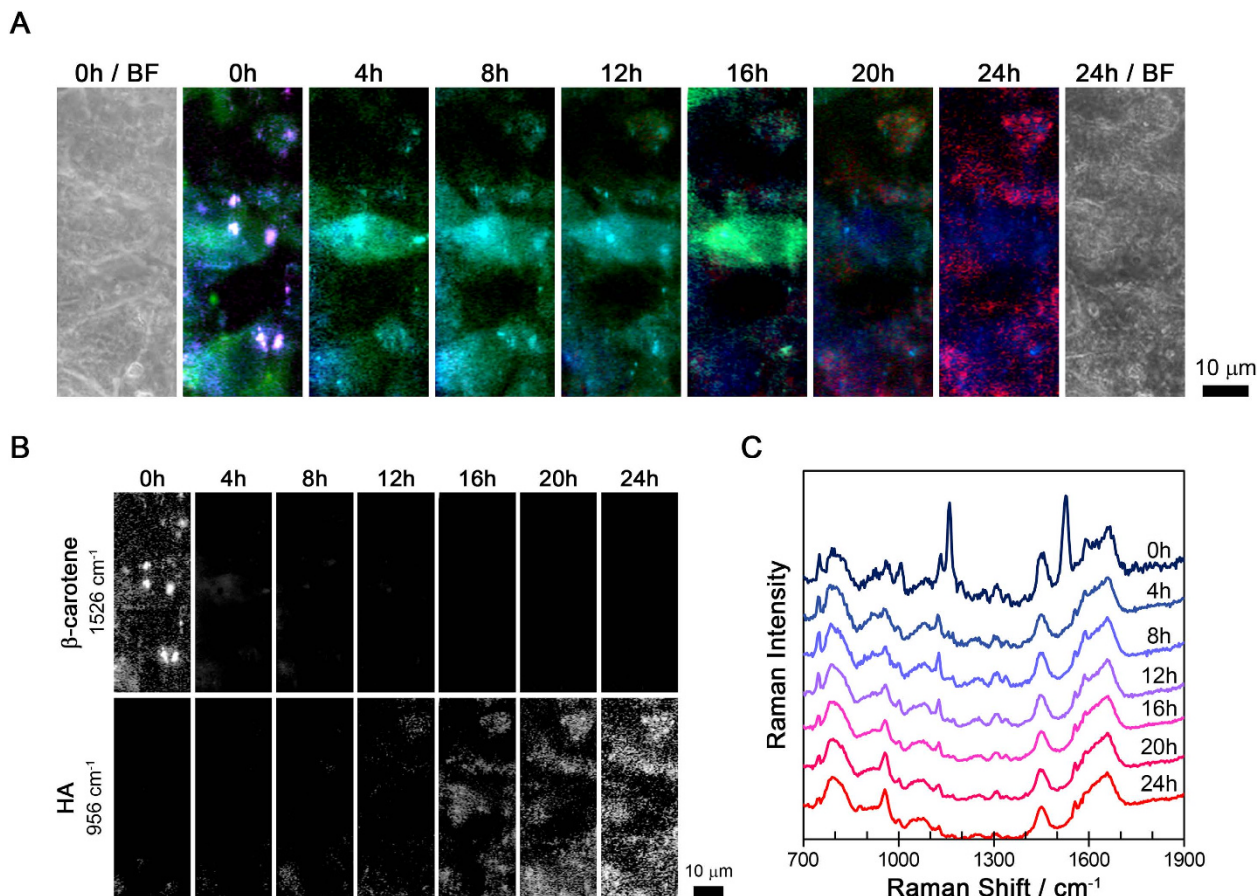 A
0h / BF 0h 4h 8h 12h 16h 20h 24h 24h / BF
10 μm
B
0h 4h 8h 12h 16h 20h 24h
β-carotene
1526 cm⁻¹
HA
956 cm⁻¹
10 μm
C
Raman Intensity
0h
4h
8h
12h
16h
20h
24h
700 1000 1300 1600 1900
Raman Shift / cm⁻¹